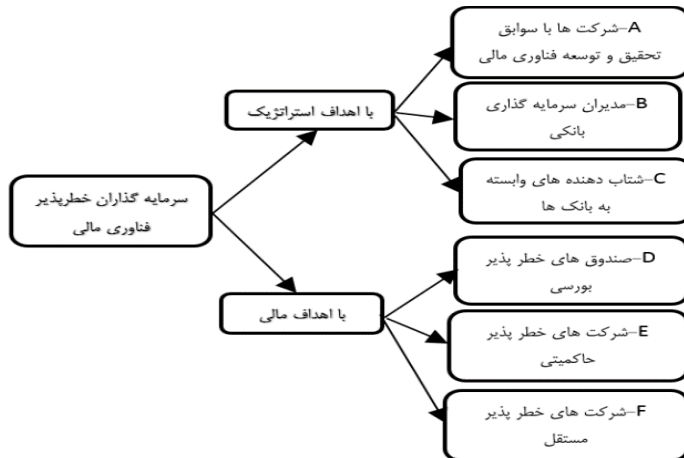 A-شرکت ها با سوابق
تحقیق و توسعه فناوری مالی
با اهداف استراتژیک
B-مدیران سرمایه گذاری
بانکی
C-شتاب دهنده های وابسته
به بانک ها
سرمایه گذاران خطرپذیر
فناوری مالی
D-صندوق های خطر پذیر
بورسی
با اهداف مالی
E-شرکت های خطر پذیر
حاکمیتی
F-شرکت های خطر پذیر
مستقل